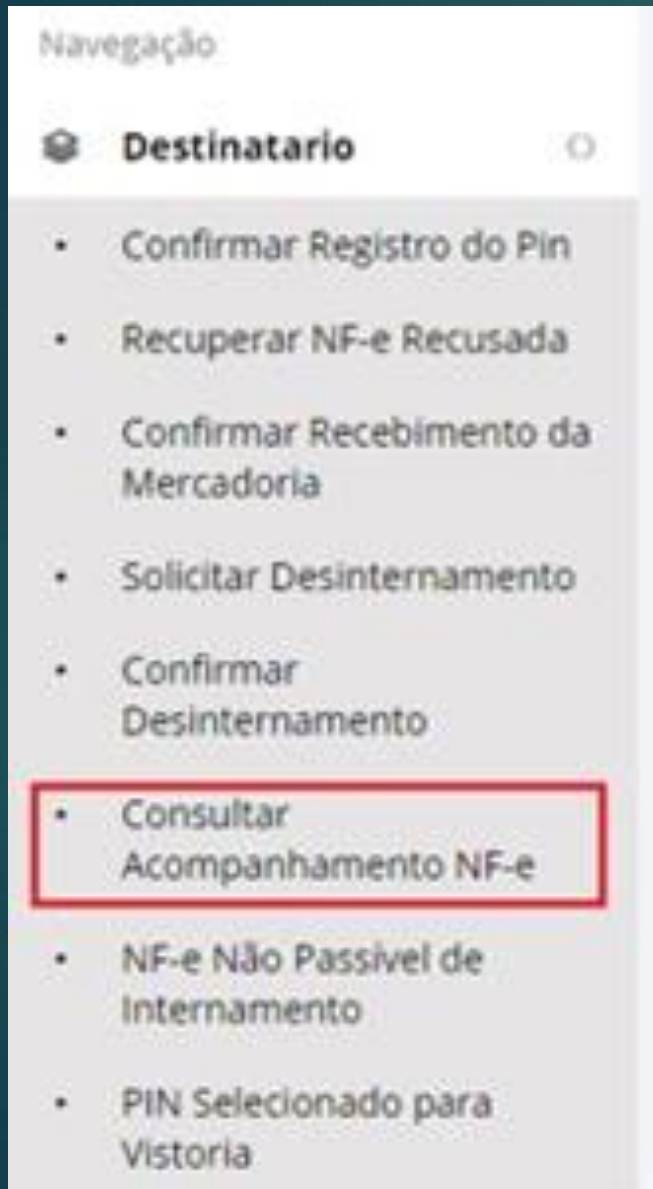 Navegação
Destinatario
• Confirmar Registro do Pin
• Recuperar NF-e Recusada
• Confirmar Recebimento da
Mercadoria
• Solicitar Desinternamento
• Confirmar
Desinternamento
• Consultar
Acompanhamento NF-e
• NF-e Não Passível de
Internamento
• PIN Selecionado para
Vistoria